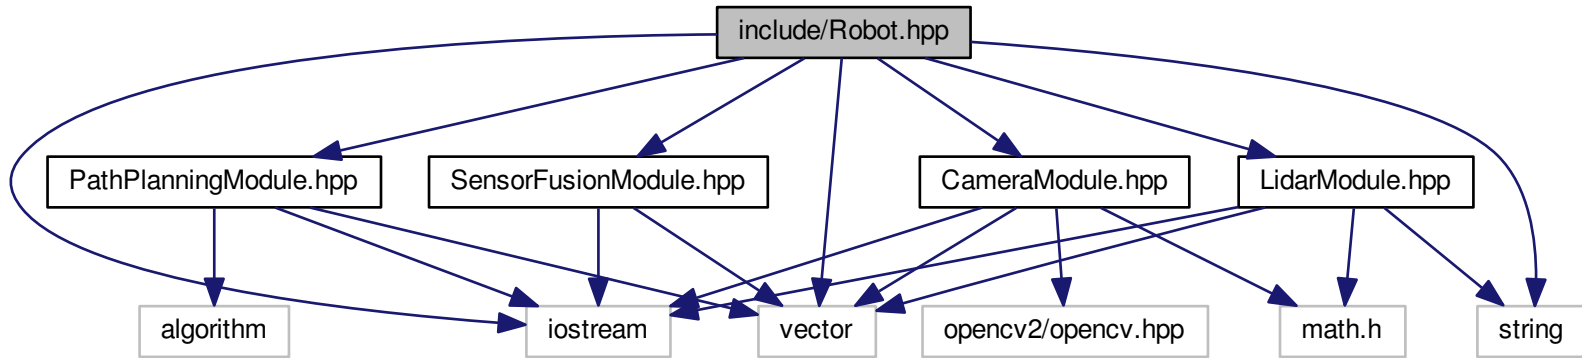 include/Robot.hpp
PathPlanningModule.hpp
SensorFusionModule.hpp
CameraModule.hpp
LidarModule.hpp
algorithm
iostream
vector
opencv2/opencv.hpp
math.h
string